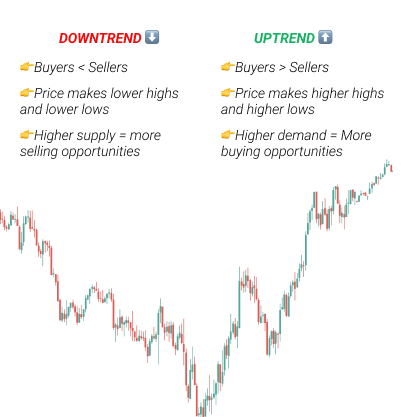 DOWNTREND ⬇️
👉Buyers < Sellers
👉Price makes lower highs
and lower lows
👉Higher supply = more
selling opportunities
UPTREND ⬆️
👉Buyers > Sellers
👉Price makes higher highs
and higher lows
👉Higher demand = More
buying opportunities